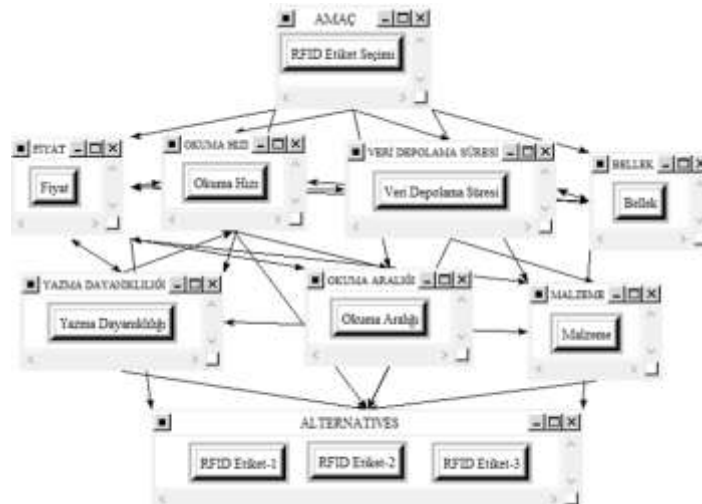 AMAÇ
RFID Etiket Seçimi
FİYAT
OKUMA HIZI
VERİ DEPOLAMA SÜRESİ
BELLEK
Fiyat
Okuma Hızı
Veri Depolama Süresi
Bellek
YAZMA DAYANIKLILIĞI
OKUMA ARALIĞI
MALZEME
Yazma Dayanıklılığı
Okuma Aralığı
Malzeme
ALTERNATIVES
RFID Etiket-1
RFID Etiket-2
RFID Etiket-3